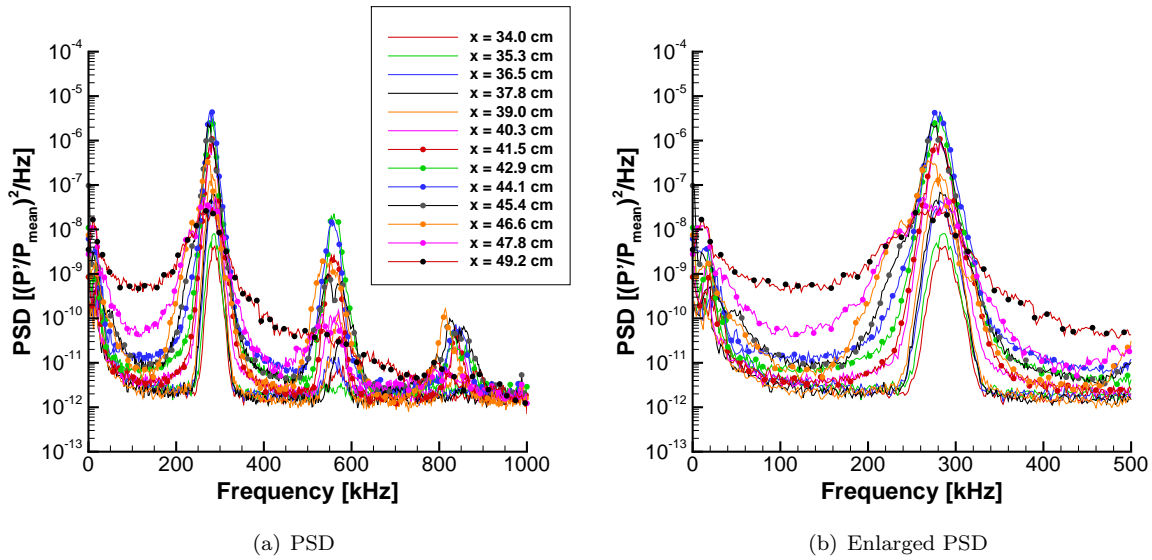 PSD [(P'/P_mean)^2/Hz]
10^-4
10^-5
10^-6
10^-7
10^-8
10^-9
10^-10
10^-11
10^-12
10^-13
0 200 400 600 800 1000
Frequency [kHz]
x = 34.0 cm
x = 35.3 cm
x = 36.5 cm
x = 37.8 cm
x = 39.0 cm
x = 40.3 cm
x = 41.5 cm
x = 42.9 cm
x = 44.1 cm
x = 45.4 cm
x = 46.6 cm
x = 47.8 cm
x = 49.2 cm
(a) PSD
PSD [(P'/P_mean)^2/Hz]
10^-4
10^-5
10^-6
10^-7
10^-8
10^-9
10^-10
10^-11
10^-12
10^-13
0 100 200 300 400 500
Frequency [kHz]
(b) Enlarged PSD